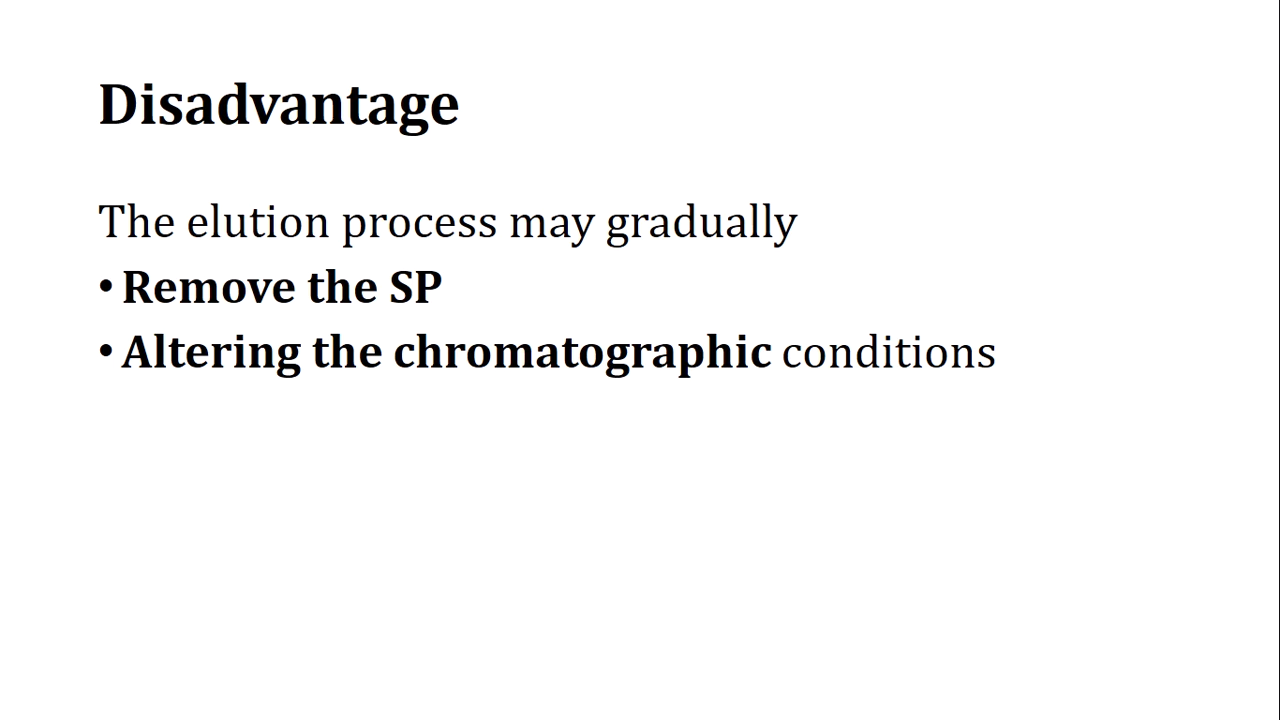 Disadvantage
The elution process may gradually
• Remove the SP
• Altering the chromatographic conditions